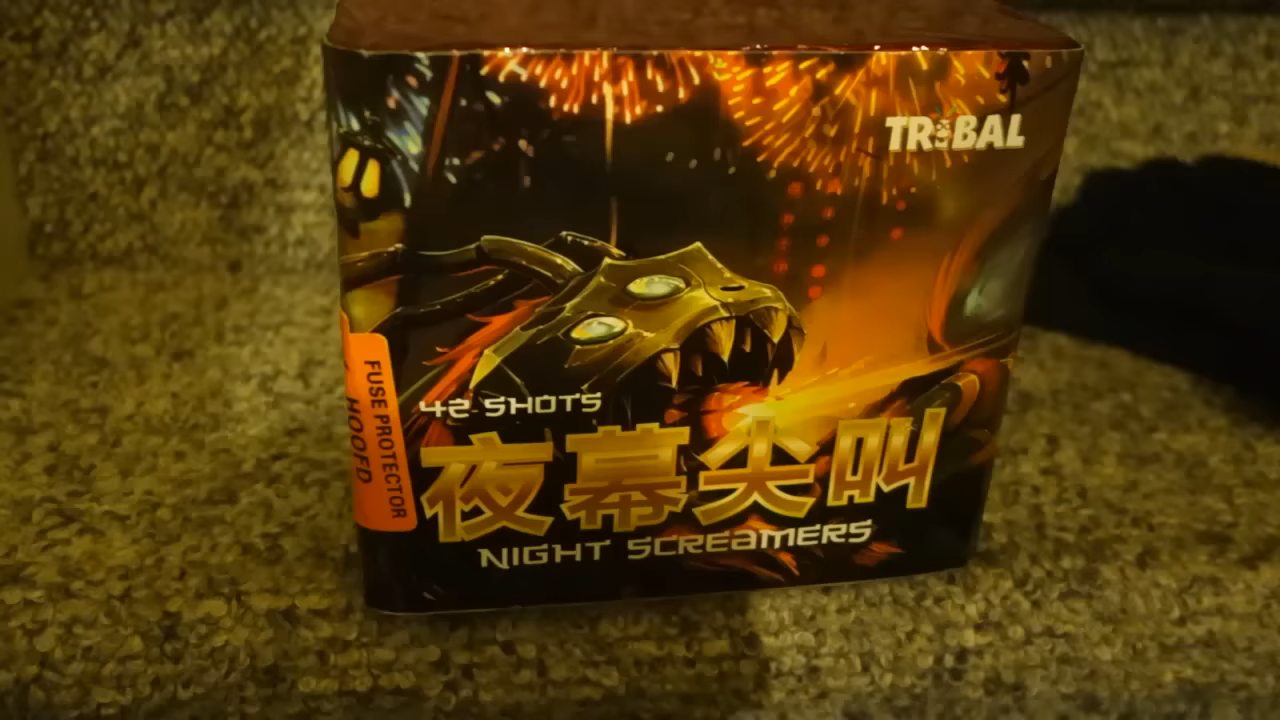 TRIBAL
42 SHOTS
夜幕尖叫
NIGHT SCREAMERS
FUSE PROTECTOR
HOOFD